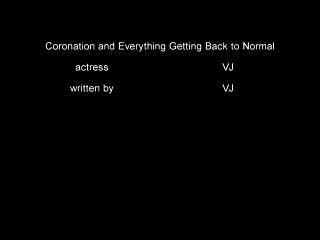 Coronation and Everything Getting Back to Normal
actress VJ
written by VJ